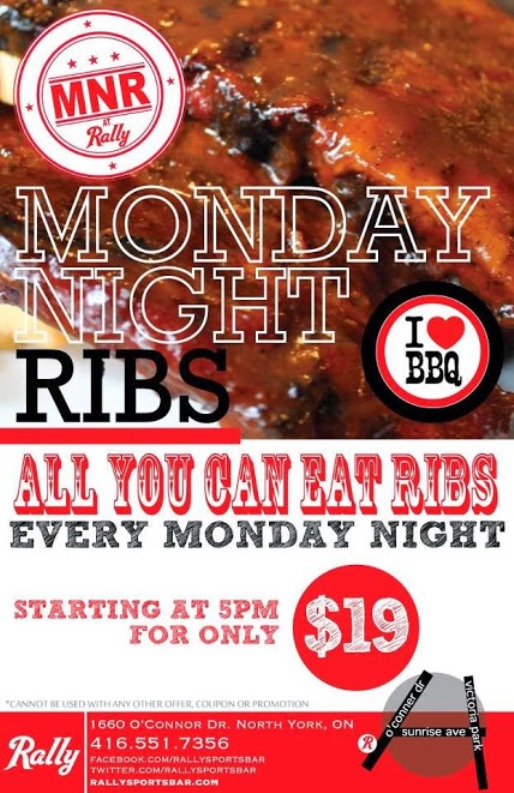 MNR
AT
Rally
MONDAY
NIGHT
RIBS
I
BBQ
ALL YOU CAN EAT RIBS
EVERY MONDAY NIGHT
STARTING AT 5PM
FOR ONLY
$19
*CANNOT BE USED WITH ANY OTHER OFFER, COUPON OR PROMOTION
Rally
1660 O'CONNOR DR. NORTH YORK, ON
416.551.7356
FACEBOOK.COM/RALLYSPORTSBAR
TWITTER.COM/RALLYSPORTSBAR
RALLYSPORTSBAR.COM
R
o'conner dr
sunrise ave
victoria park